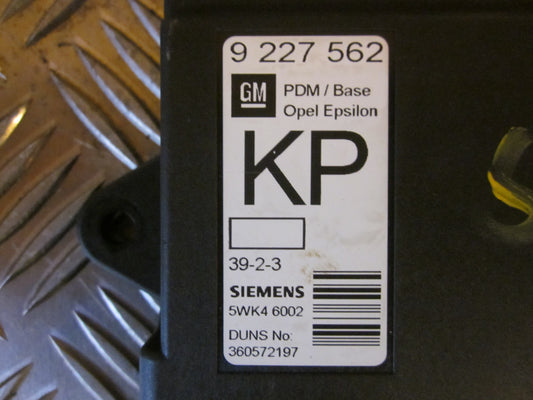 9 227 562
GM
PDM / Base
Opel Epsilon
KP
39-2-3
SIEMENS
5WK4 6002
DUNS No:
360572197